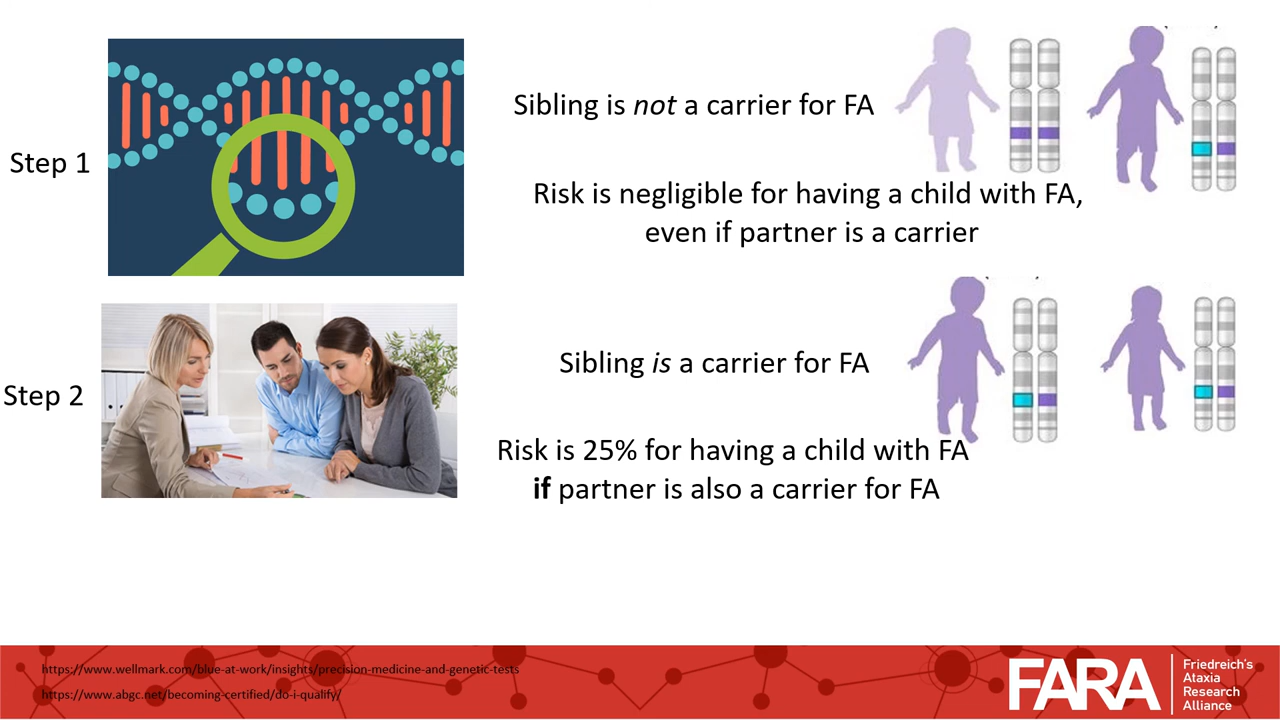 Step 1
Sibling is not a carrier for FA
Risk is negligible for having a child with FA,
even if partner is a carrier
Step 2
Sibling is a carrier for FA
Risk is 25% for having a child with FA
if partner is also a carrier for FA
https://www.wellmark.com/blue-at-work/insights/precision-medicine-and-genetic-tests
https://www.abgc.net/becoming-certified/do-i-qualify/
FARA
Friedreich's
Ataxia
Research
Alliance